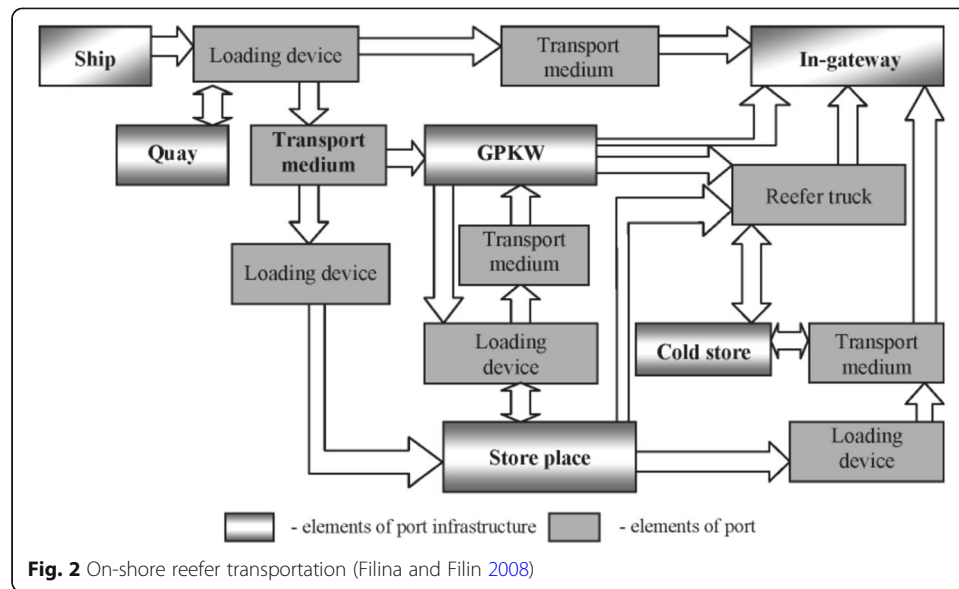 Ship
Loading device
Transport
medium
In-gateway
Quay
Transport
medium
GPKW
Reefer truck
Loading device
Transport
medium
Loading
device
Cold store
Transport
medium
Store place
Loading
device
- elements of port infrastructure
- elements of port
Fig. 2 On-shore reefer transportation (Filina and Filin 2008)